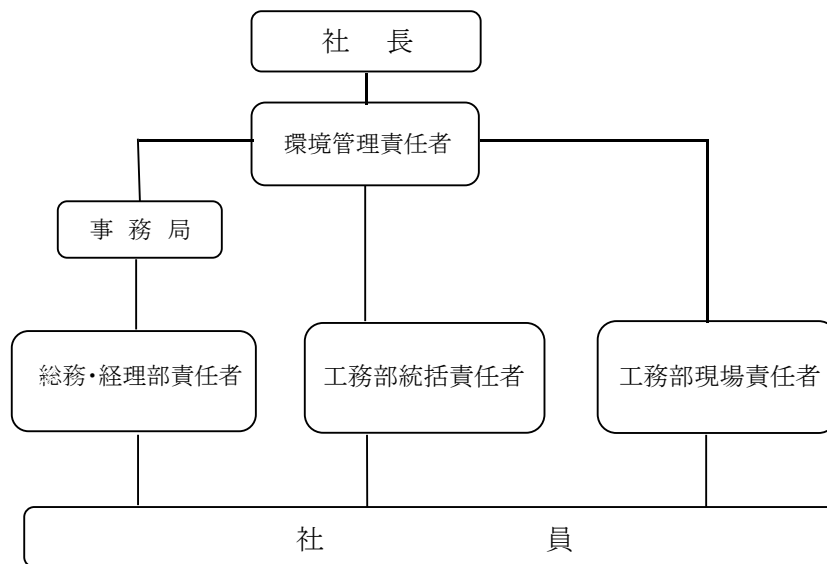 社 長
環境管理責任者
事 務 局
総務・経理部責任者
工務部統括責任者
工務部現場責任者
社 員